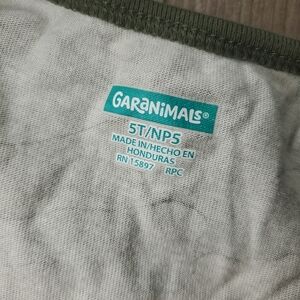 GARANIMALS®
5T/NP5
MADE IN/HECHO EN
HONDURAS
RN 15897 RPC